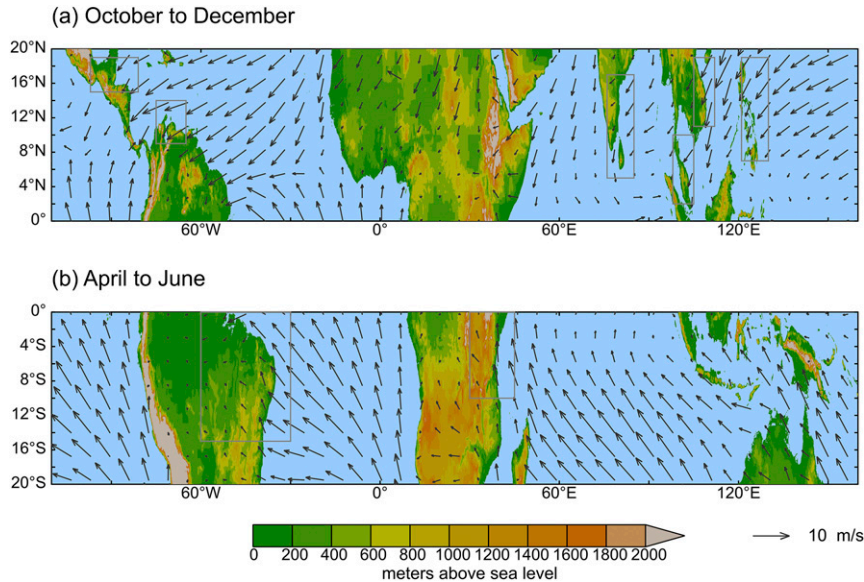 (a) October to December
20°N
16°N
12°N
8°N
4°N
0°
60°W 0° 60°E 120°E
(b) April to June
0°
4°S
8°S
12°S
16°S
20°S
60°W 0° 60°E 120°E
0 200 400 600 800 1000 1200 1400 1600 1800 2000
10 m/s
meters above sea level